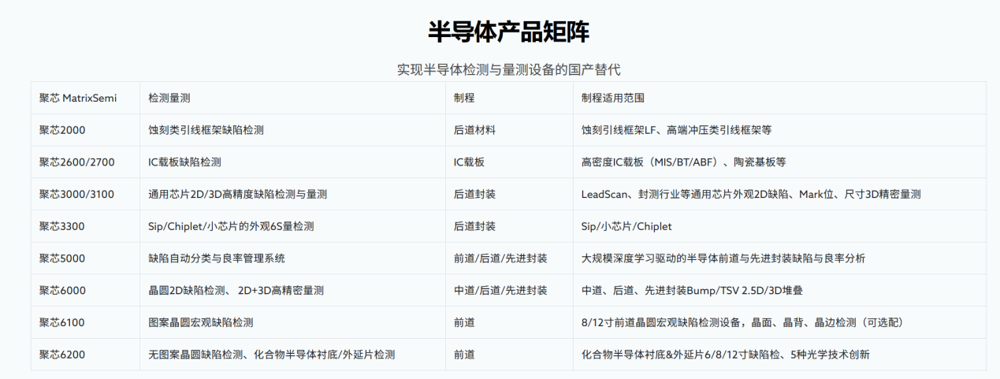 半导体产品矩阵
实现半导体检测与量测设备的国产替代
聚芯 MatrixSemi 检测量测 制程 制程适用范围
聚芯2000 蚀刻类引线框架缺陷检测 后道材料 蚀刻引线框架LF、高端冲压类引线框架等
聚芯2600/2700 IC载板缺陷检测 IC载板 高密度IC载板（MIS/BT/ABF）、陶瓷基板等
聚芯3000/3100 通用芯片2D/3D高精度缺陷检测与量测 后道封装 LeadScan、封测行业等通用芯片外观2D缺陷、Mark位、尺寸3D精密量测
聚芯3300 Sip/Chiplet/小芯片的外观6S量检测 后道封装 Sip/小芯片/Chiplet
聚芯5000 缺陷自动分类与良率管理系统 前道/后道/先进封装 大规模深度学习驱动的半导体前道与先进封装缺陷与良率分析
聚芯6000 晶圆2D缺陷检测、 2D+3D高精密量测 中道/后道/先进封装 中道、后道、先进封装Bump/TSV 2.5D/3D堆叠
聚芯6100 图案晶圆宏观缺陷检测 前道 8/12寸前道晶圆宏观缺陷检测设备，晶面、晶背、晶边检测（可选配）
聚芯6200 无图案晶圆缺陷检测、化合物半导体衬底/外延片检测 前道 化合物半导体衬底&外延片6/8/12寸缺陷检、5种光学技术创新